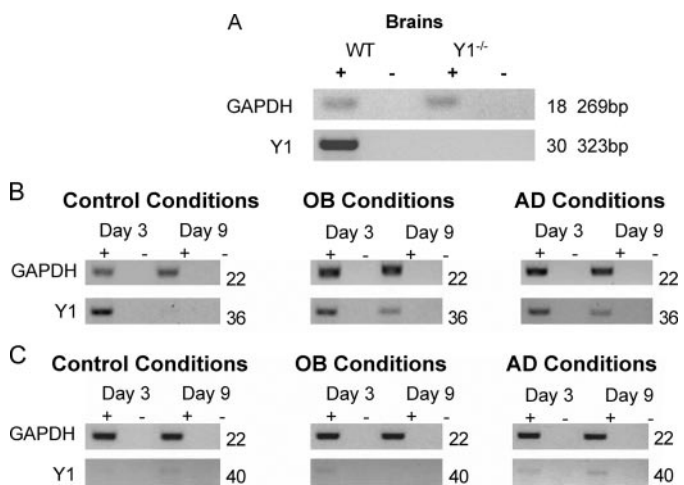 A Brains
WT Y1-/-
+ - + -
GAPDH 18 269bp
Y1 30 323bp
B Control Conditions OB Conditions AD Conditions
Day 3 Day 9 Day 3 Day 9 Day 3 Day 9
+ - + - + - + - + - + -
GAPDH 22 22 22
Y1 36 36 36
C Control Conditions OB Conditions AD Conditions
Day 3 Day 9 Day 3 Day 9 Day 3 Day 9
+ - + - + - + - + - + -
GAPDH 22 22 22
Y1 40 40 40